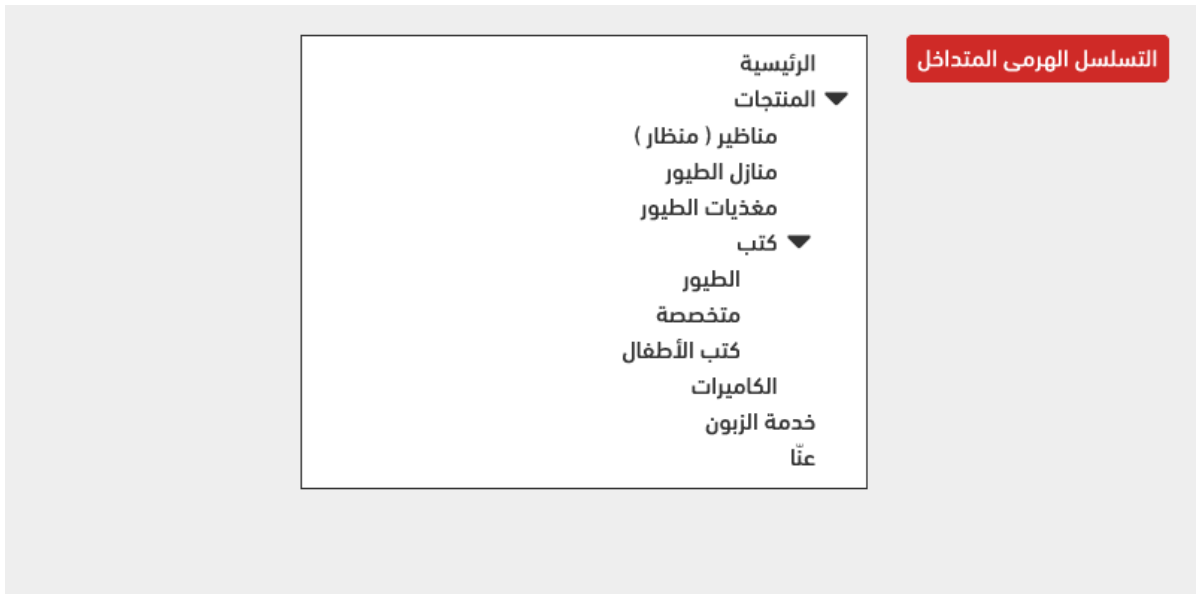 التسلسل الهرمى المتداخل
الرئيسية
المنتجات
مناظير ( منظار )
منازل الطيور
مغذيات الطيور
كتب
الطيور
متخصصة
كتب الأطفال
الكاميرات
خدمة الزبون
عنّا